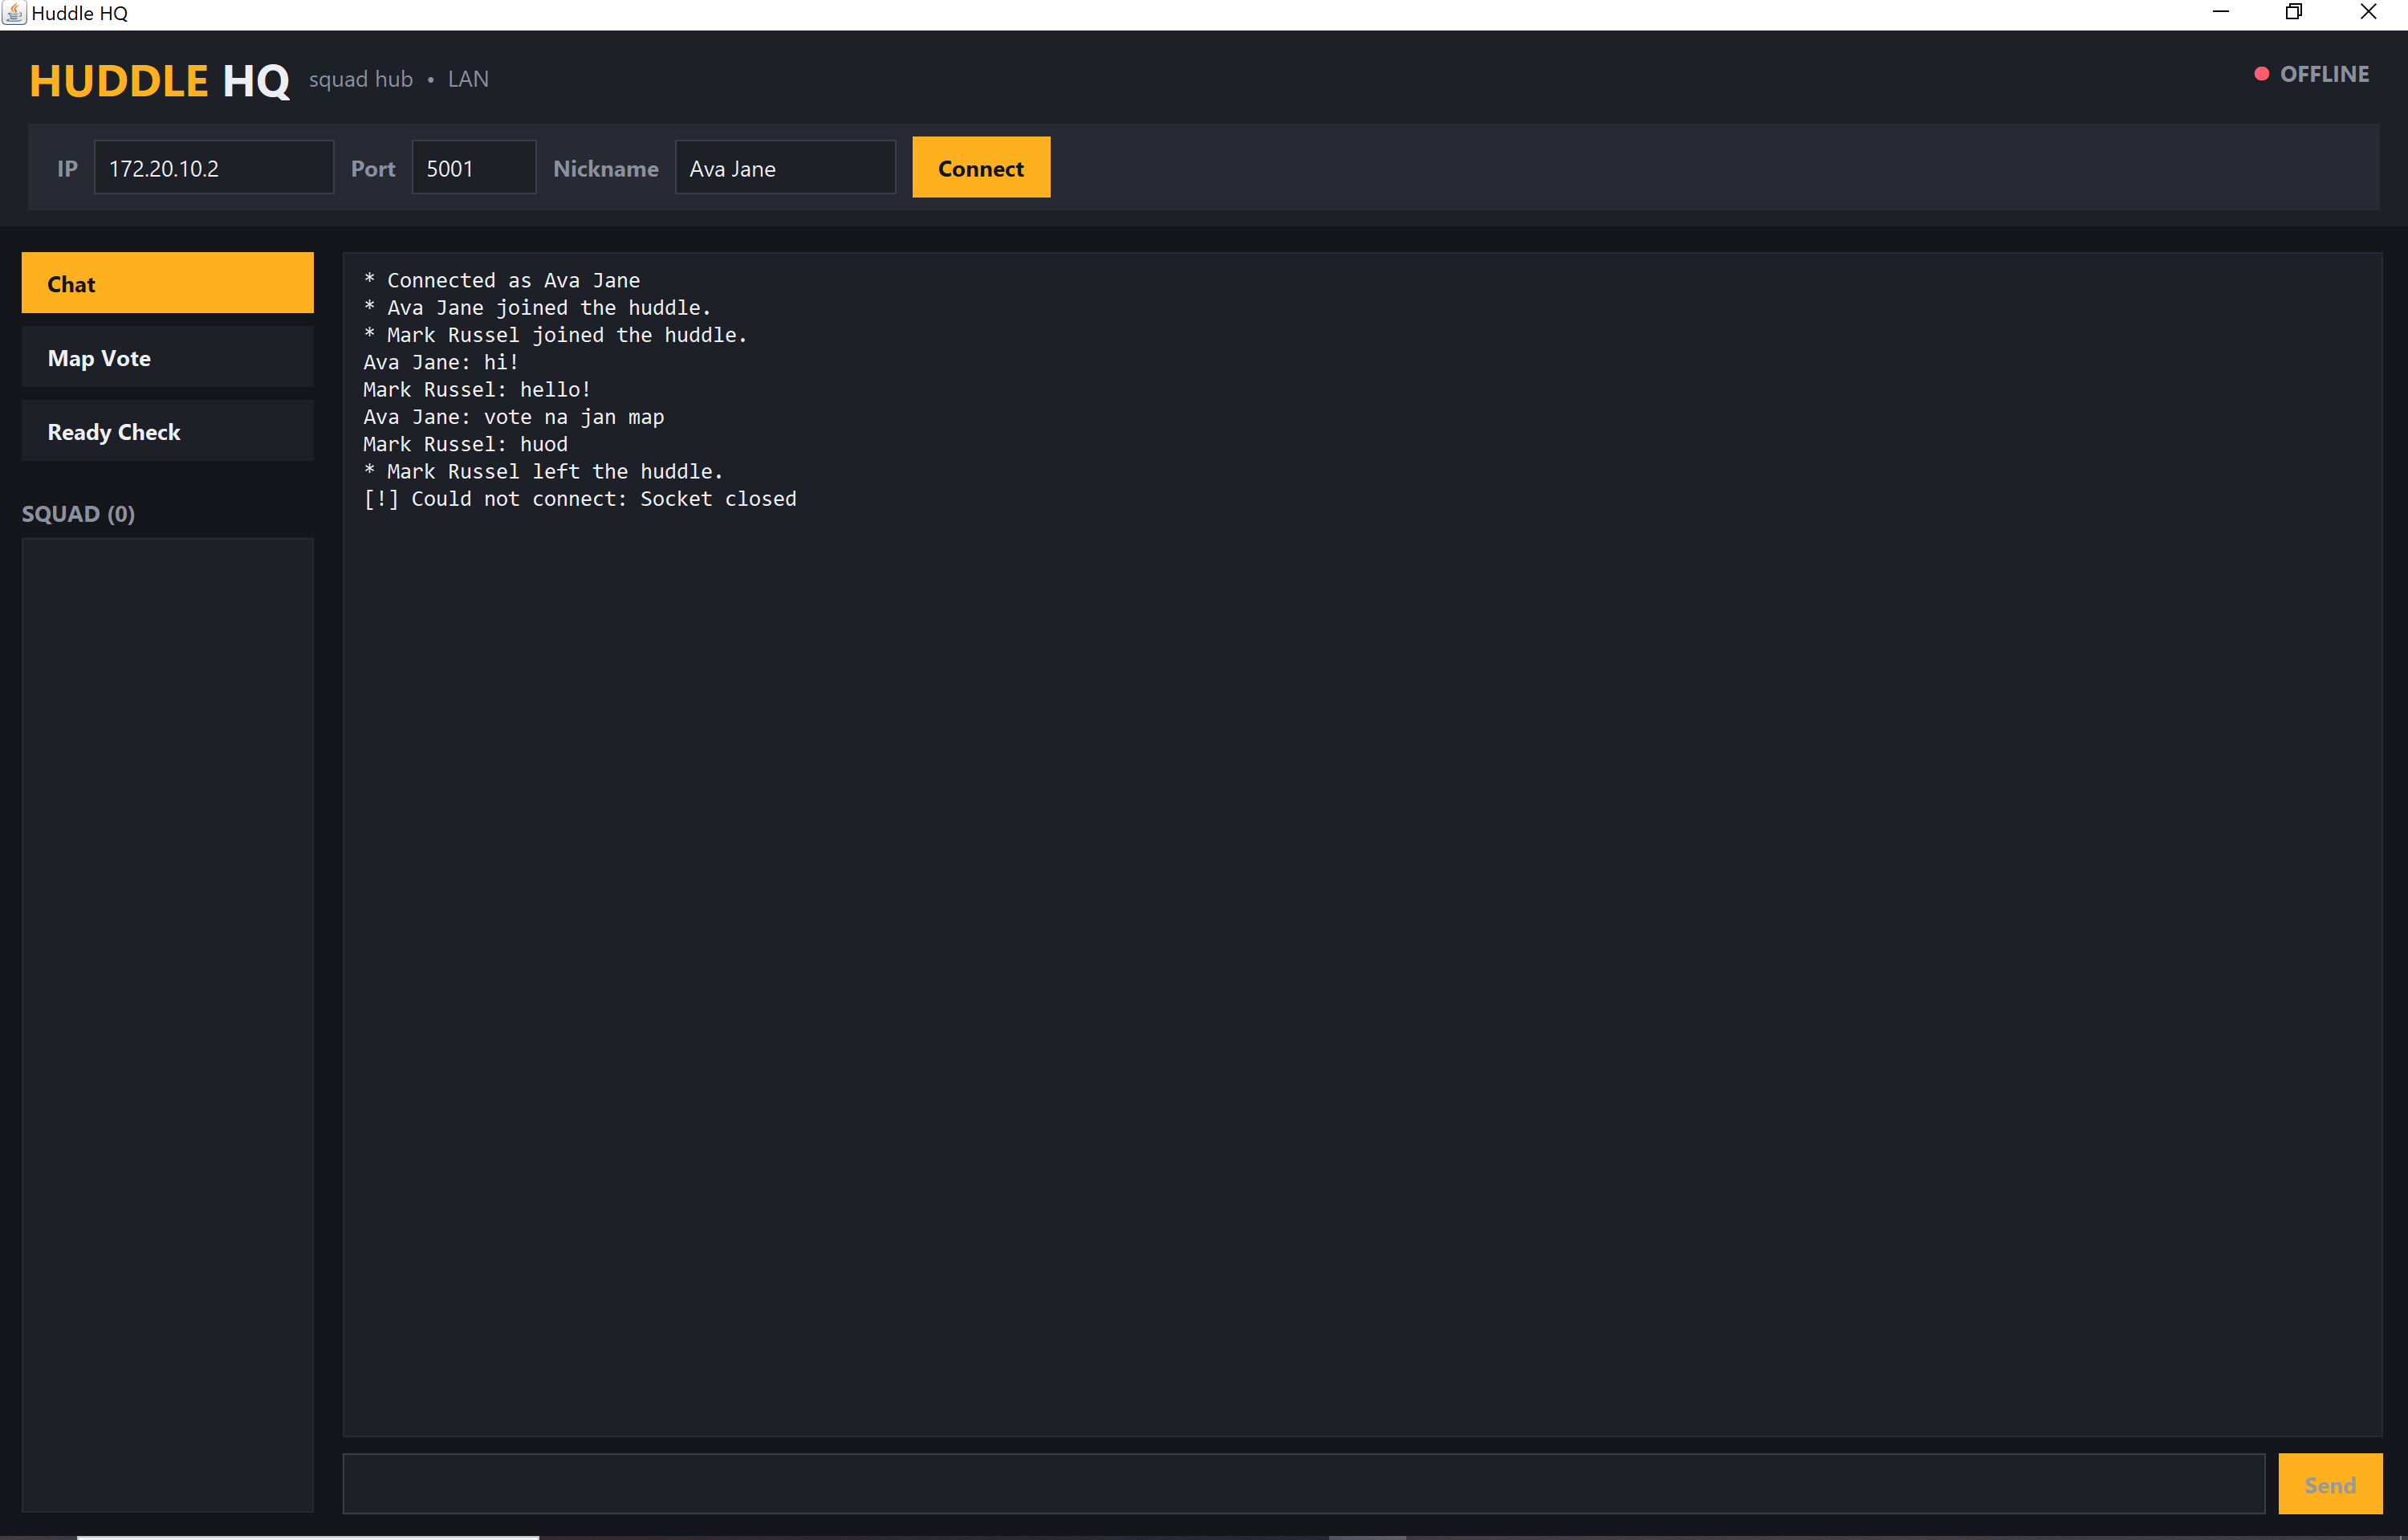 Huddle HQ
HUDDLE HQ squad hub • LAN
OFFLINE
IP 172.20.10.2 Port 5001 Nickname Ava Jane Connect
Chat
Map Vote
Ready Check
SQUAD (0)
* Connected as Ava Jane
* Ava Jane joined the huddle.
* Mark Russel joined the huddle.
Ava Jane: hi!
Mark Russel: hello!
Ava Jane: vote na jan map
Mark Russel: huod
* Mark Russel left the huddle.
[!] Could not connect: Socket closed
Send